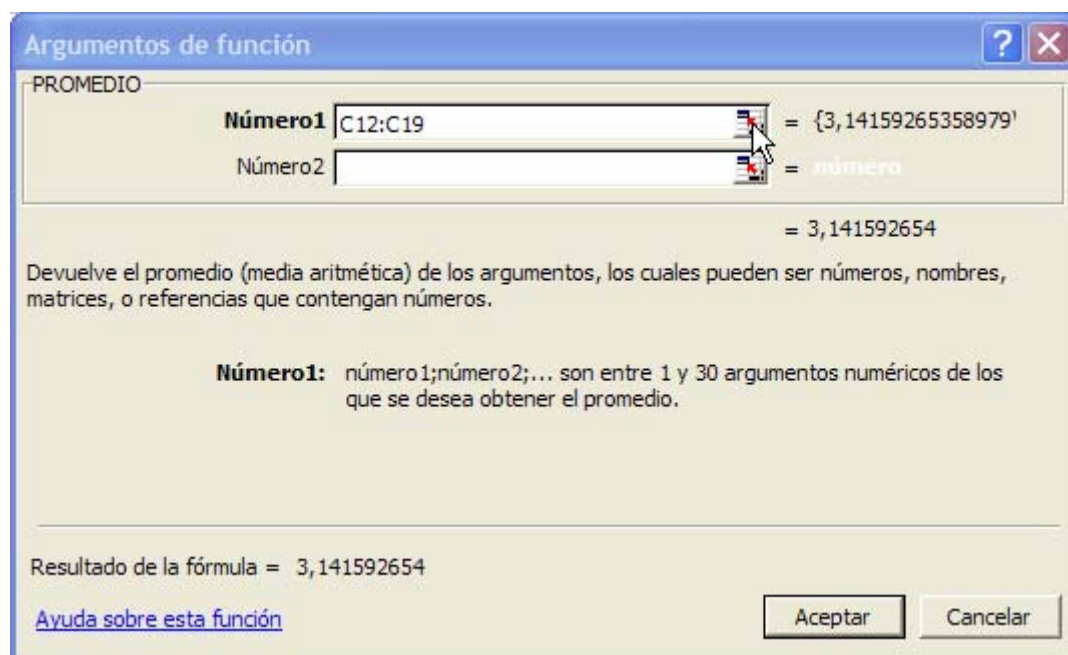 Argumentos de función
PROMEDIO
Número1 C12:C19 = {3,14159265358979'
Número2 = número
= 3,141592654
Devuelve el promedio (media aritmética) de los argumentos, los cuales pueden ser números, nombres,
matrices, o referencias que contengan números.
Número1: número1;número2;... son entre 1 y 30 argumentos numéricos de los
que se desea obtener el promedio.
Resultado de la fórmula = 3,141592654
Ayuda sobre esta función Aceptar Cancelar